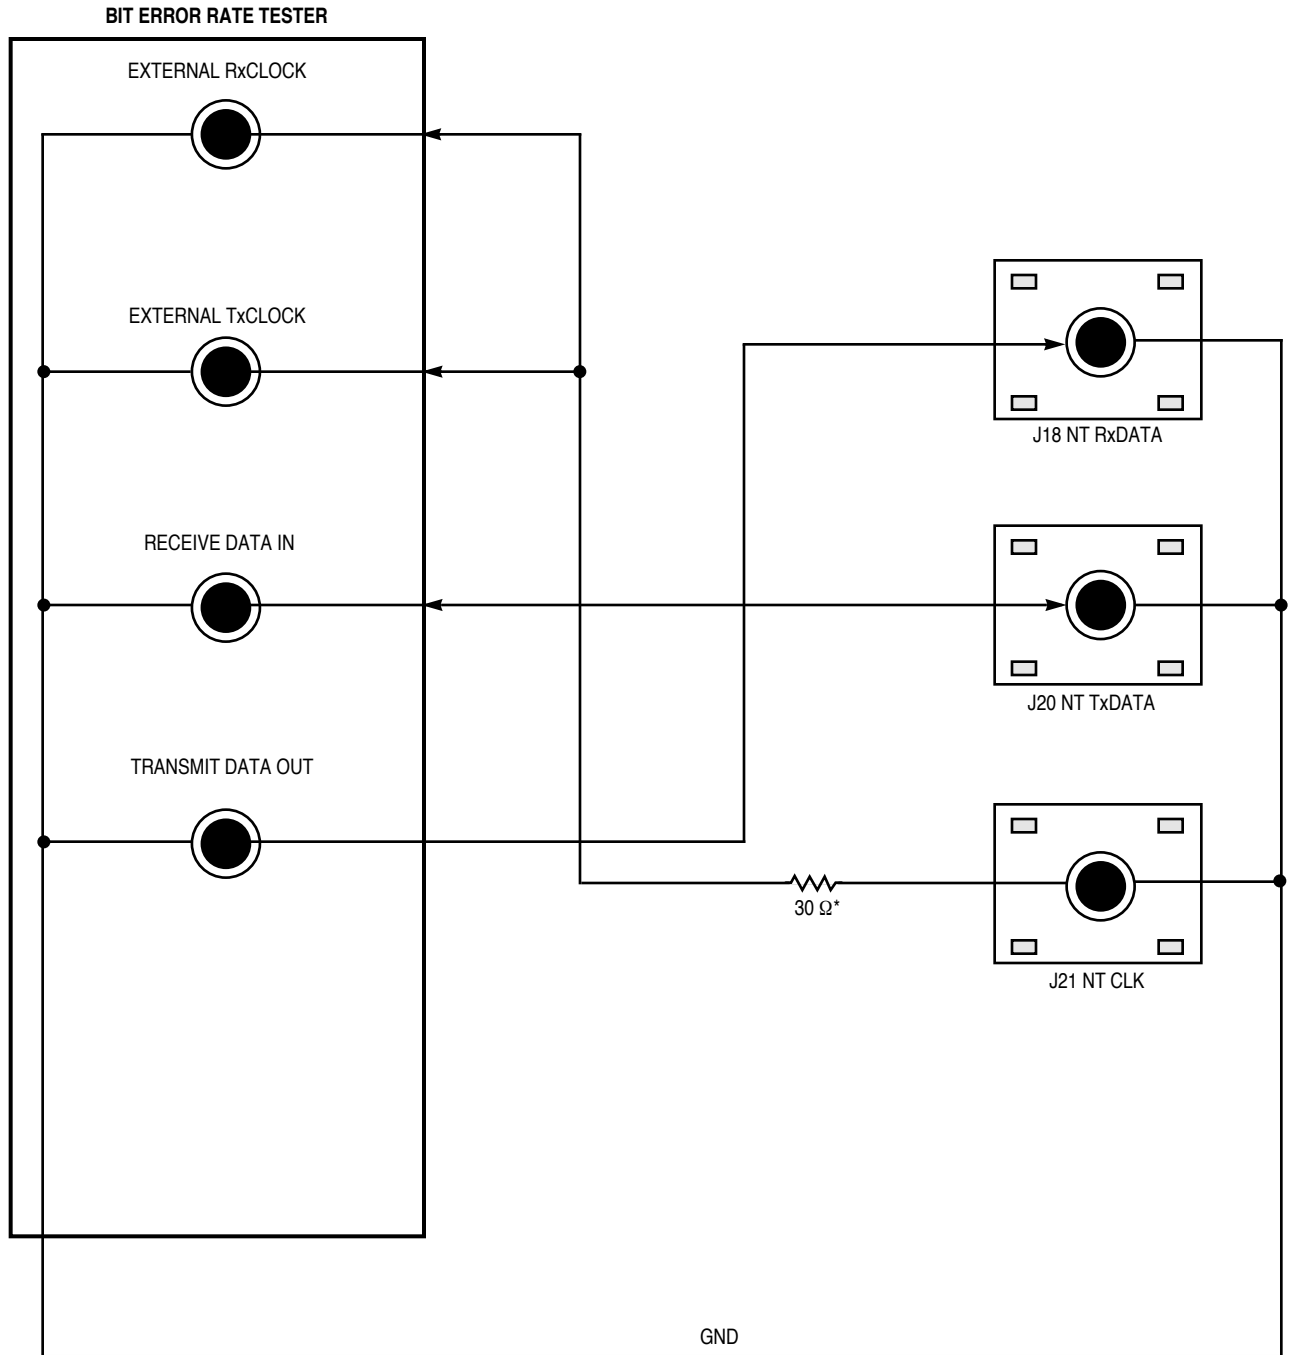 BIT ERROR RATE TESTER
EXTERNAL RxCLOCK
EXTERNAL TxCLOCK
J18 NT RxDATA
RECEIVE DATA IN
J20 NT TxDATA
TRANSMIT DATA OUT
30 Ω*
J21 NT CLK
GND